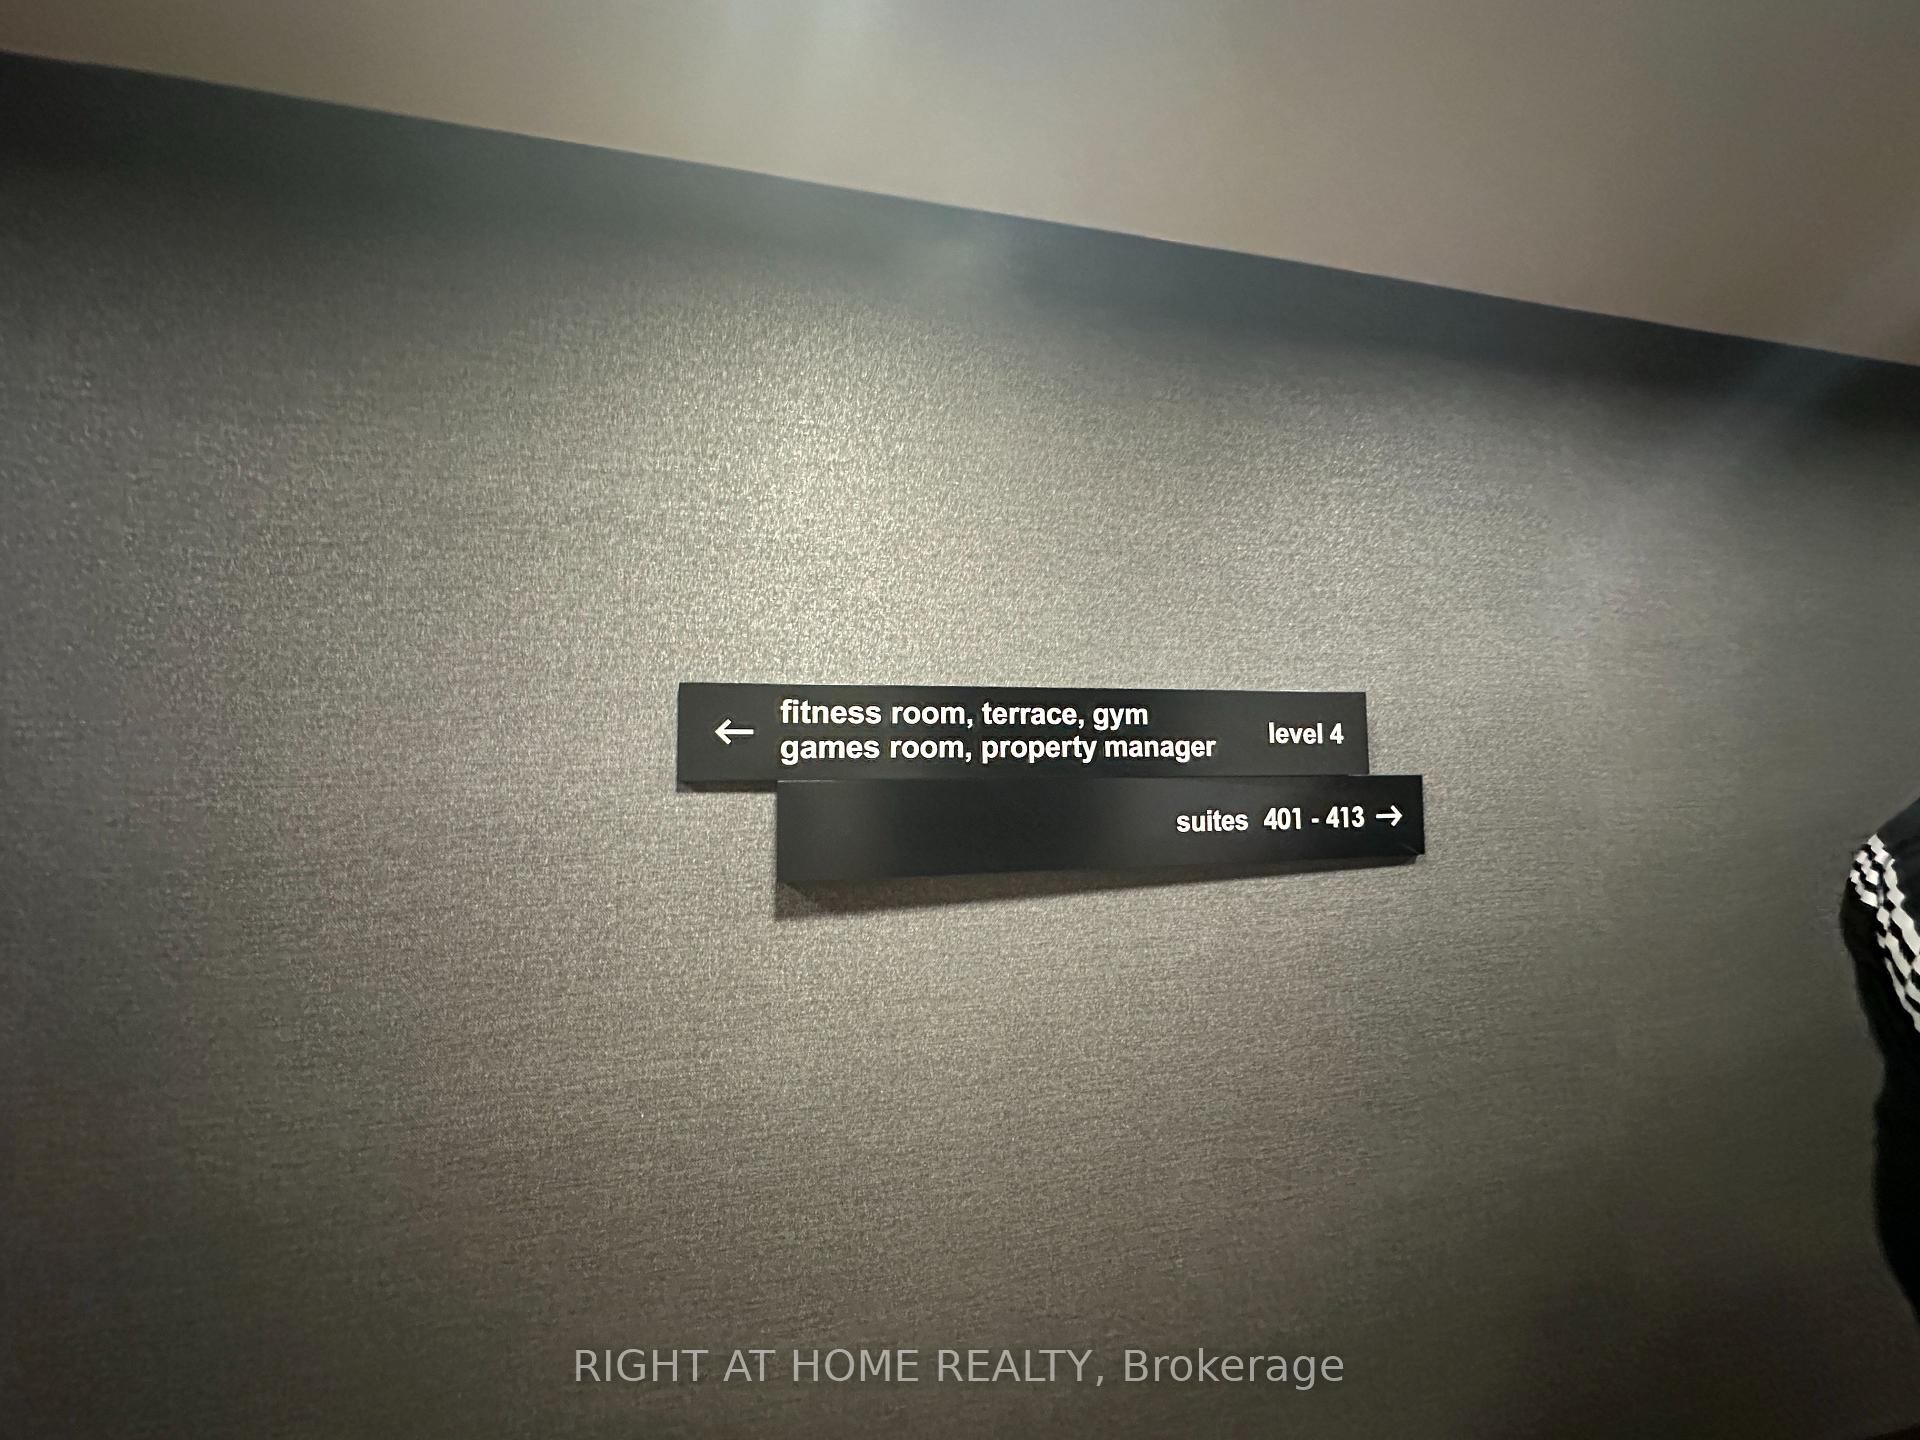 ← fitness room, terrace, gym
games room, property manager
level 4
suites 401 - 413 →
RIGHT AT HOME REALTY, Brokerage